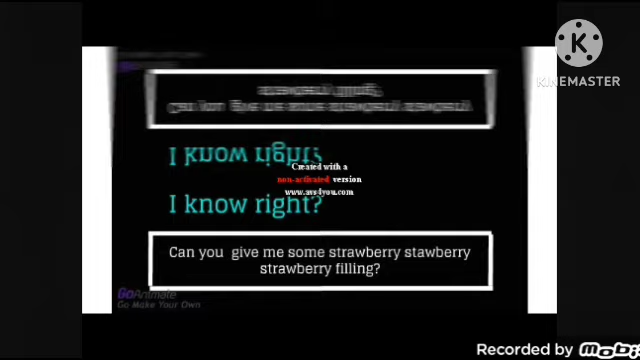 KINEMASTER
I know right?
Created with a
non-activated version
www.avs4you.com
I know right?
Can you give me some strawberry stawberry
strawberry filling?
GoAnimate
Go Make Your Own
Recorded by